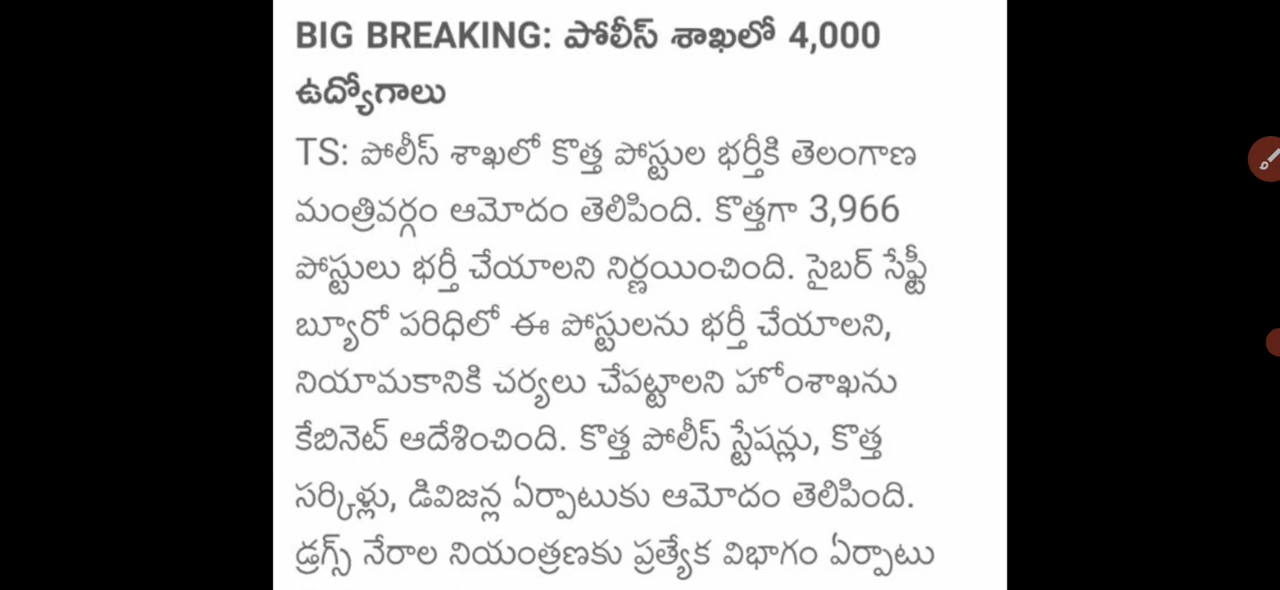 BIG BREAKING: పోలీస్ శాఖలో 4,000
ఉద్యోగాలు
TS: పోలీస్ శాఖలో కొత్త పోస్టుల భర్తీకి తెలంగాణ
మంత్రివర్గం ఆమోదం తెలిపింది. కొత్తగా 3,966
పోస్టులు భర్తీ చేయాలని నిర్ణయించింది. సైబర్ సేఫ్టీ
బ్యూరో పరిధిలో ఈ పోస్టులను భర్తీ చేయాలని,
నియామకానికి చర్యలు చేపట్టాలని హోంశాఖను
కేబినెట్ ఆదేశించింది. కొత్త పోలీస్ స్టేషన్లు, కొత్త
సర్కిళ్లు, డివిజన్ల ఏర్పాటుకు ఆమోదం తెలిపింది.
డ్రగ్స్ నేరాల నియంత్రణకు ప్రత్యేక విభాగం ఏర్పాటు